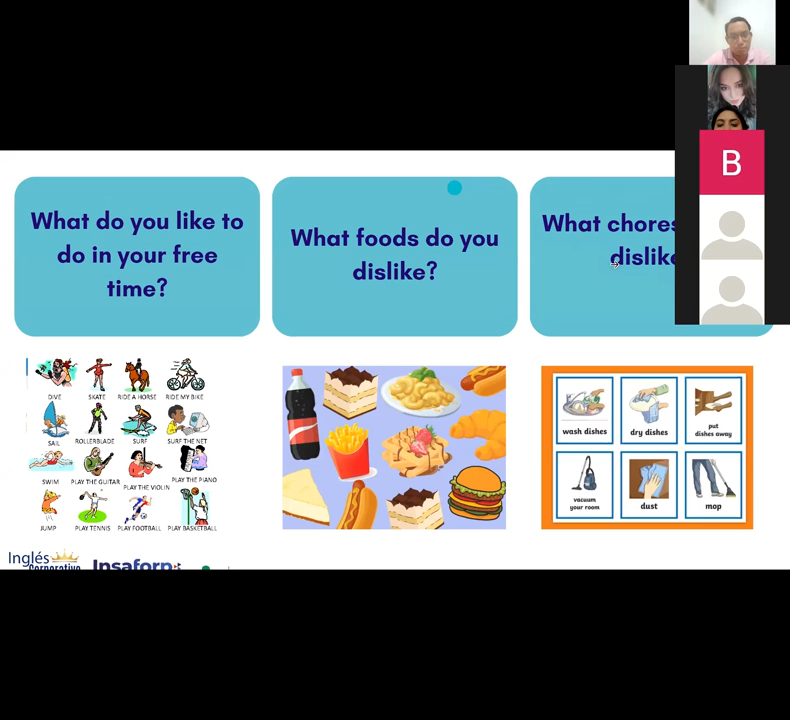 What do you like to
do in your free
time?
What foods do you
dislike?
What chores
dislike
B
DIVE
SKATE
RIDE A HORSE
RIDE MY BIKE
SAIL
ROLLERBLADE
SURF
SURF THE NET
SWIM
PLAY THE GUITAR
PLAY THE VIOLIN
PLAY THE PIANO
JUMP
PLAY TENNIS
PLAY FOOTBALL
PLAY BASKETBALL
wash dishes
dry dishes
put
dishes away
vacuum
your room
dust
mop
Inglés
Corporativo
Insaforp